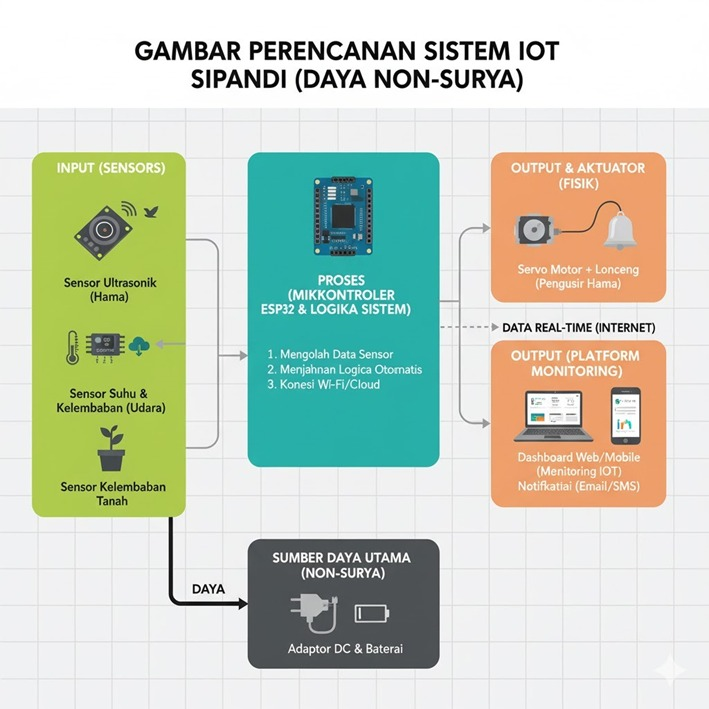 GAMBAR PERENCANAN SISTEM IOT
SIPANDI (DAYA NON-SURYA)
INPUT (SENSORS)
Sensor Ultrasonik
(Hama)
Sensor Suhu &
Kelembaban (Udara)
Sensor Kelembaban
Tanah
PROSES
(MIKKONTROLER
ESP32 & LOGIKA SISTEM)
1. Mengolah Data Sensor
2. Menjahnan Logica Otomatis
3. Konesi Wi-Fi/Cloud
OUTPUT & AKTUATOR
(FISIK)
Servo Motor + Lonceng
(Pengusir Hama)
DATA REAL-TIME (INTERNET)
OUTPUT (PLATFORM
MONITORING)
Dashboard Web/Mobile
(Menitoring IOT)
Notifkatiai (Email/SMS)
DAYA
SUMBER DAYA UTAMA
(NON-SURYA)
Adaptor DC & Baterai